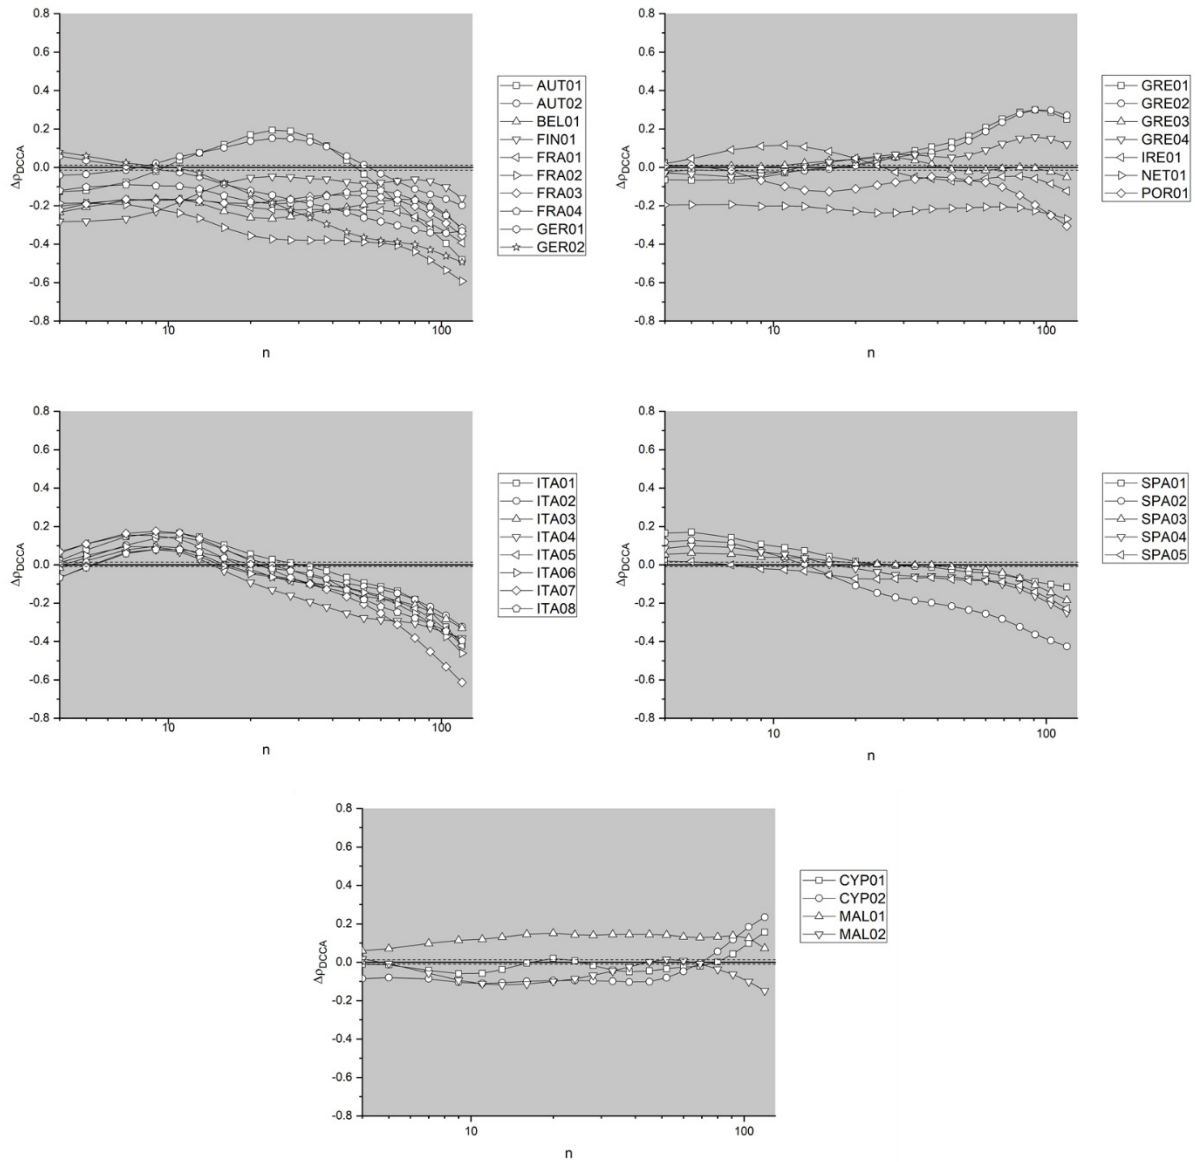 0.8
0.6
0.4
0.2
0.0
-0.2
-0.4
-0.6
-0.8
ΔρDCCA
10
100
n
AUT01
AUT02
BEL01
FIN01
FRA01
FRA02
FRA03
FRA04
GER01
GER02
0.8
0.6
0.4
0.2
0.0
-0.2
-0.4
-0.6
-0.8
ΔρDCCA
10
100
n
GRE01
GRE02
GRE03
GRE04
IRE01
NET01
POR01
0.8
0.6
0.4
0.2
0.0
-0.2
-0.4
-0.6
-0.8
ΔρDCCA
10
100
n
ITA01
ITA02
ITA03
ITA04
ITA05
ITA06
ITA07
ITA08
0.8
0.6
0.4
0.2
0.0
-0.2
-0.4
-0.6
-0.8
ΔρDCCA
10
100
n
SPA01
SPA02
SPA03
SPA04
SPA05
0.8
0.6
0.4
0.2
0.0
-0.2
-0.4
-0.6
-0.8
ΔρDCCA
10
100
n
CYP01
CYP02
MAL01
MAL02